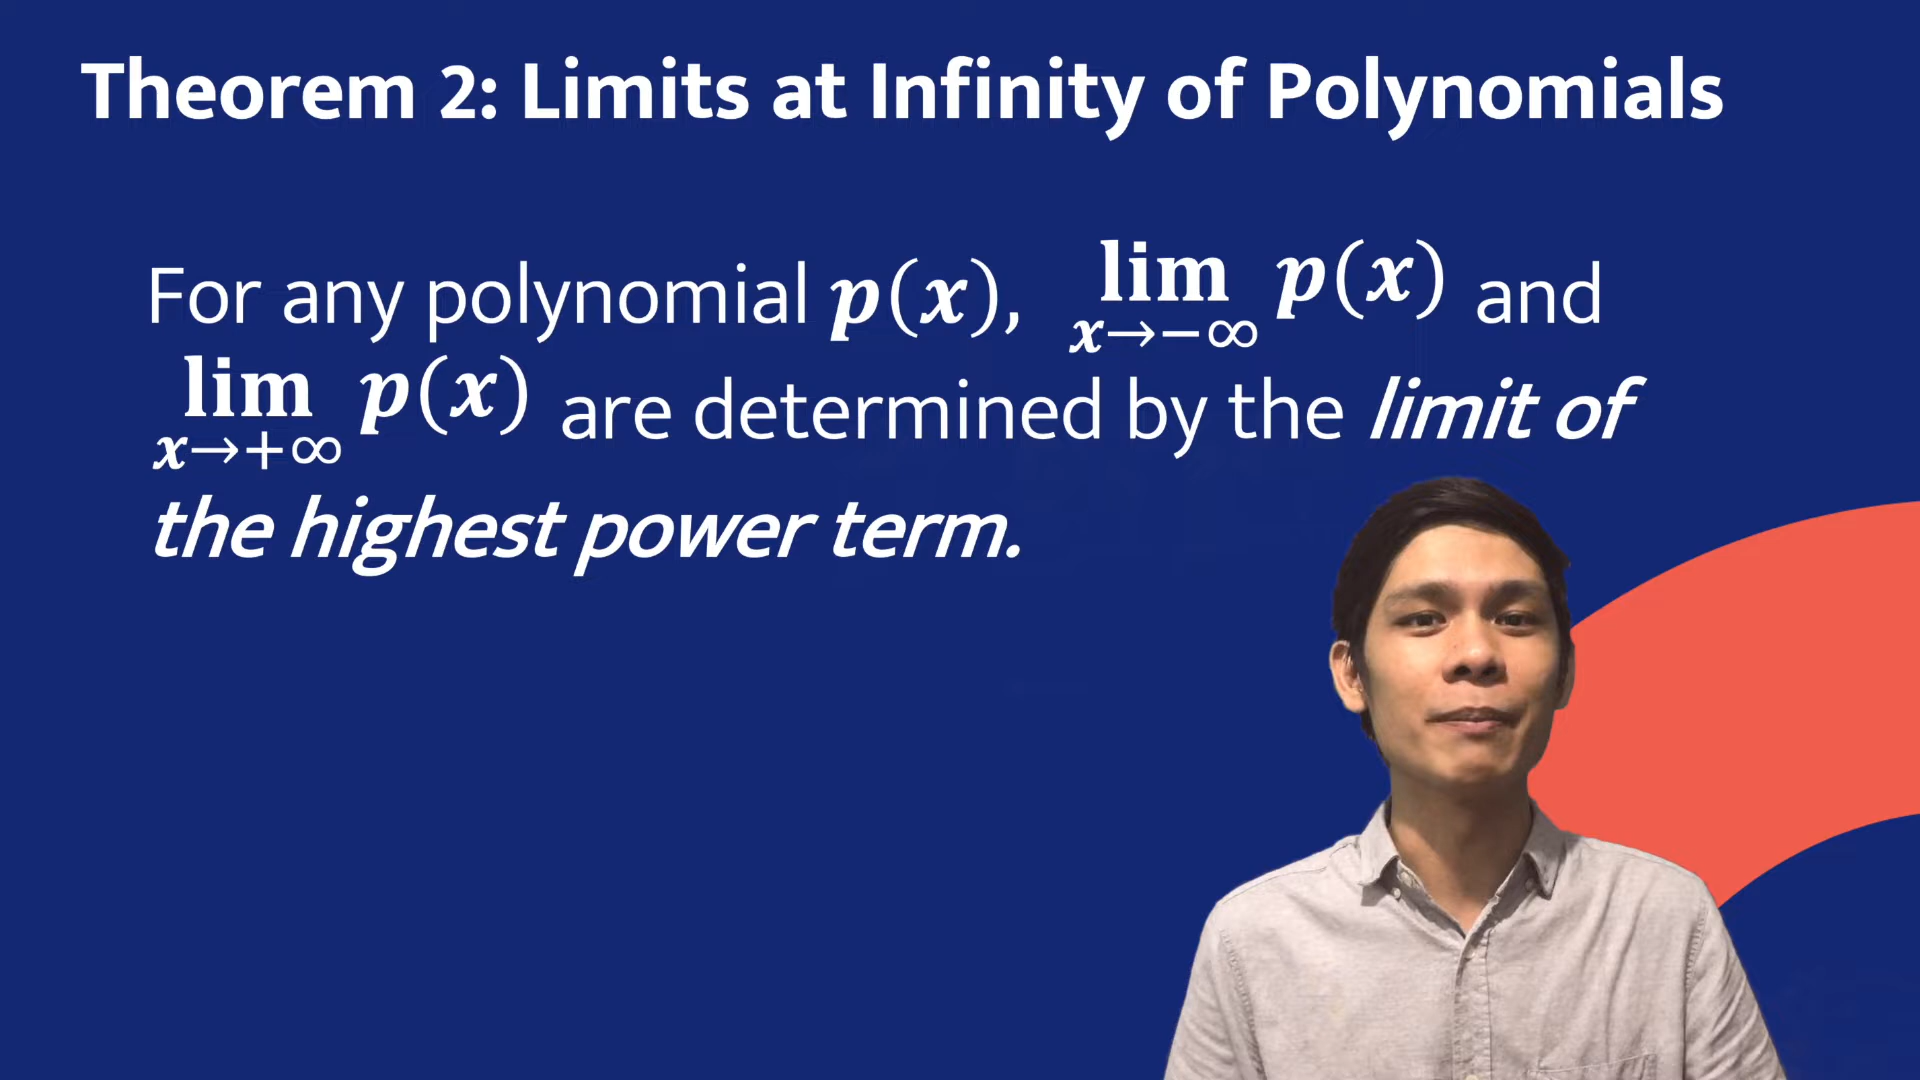 Theorem 2: Limits at Infinity of Polynomials
For any polynomial p(x), lim x→−∞ p(x) and
lim x→+∞ p(x) are determined by the limit of
the highest power term.